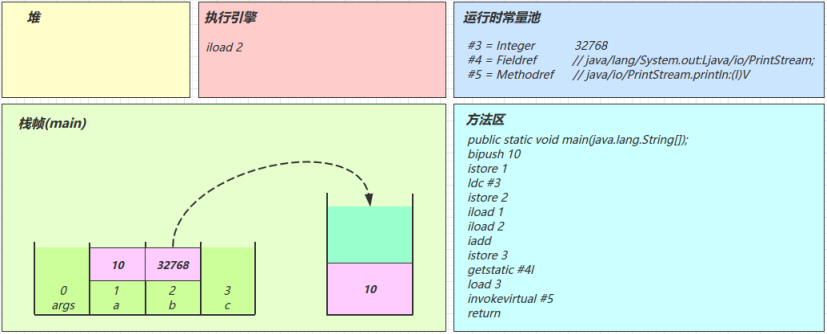 堆
执行引擎
iload 2
运行时常量池
#3 = Integer 32768
#4 = Fieldref // java/lang/System.out:Ljava/io/PrintStream;
#5 = Methodref // java/io/PrintStream.println:(I)V
栈帧(main)
10 32768
0 1 2 3
args a b c
10
方法区
public static void main(java.lang.String[]);
bipush 10
istore 1
ldc #3
istore 2
iload 1
iload 2
iadd
istore 3
getstatic #4I
load 3
invokevirtual #5
return